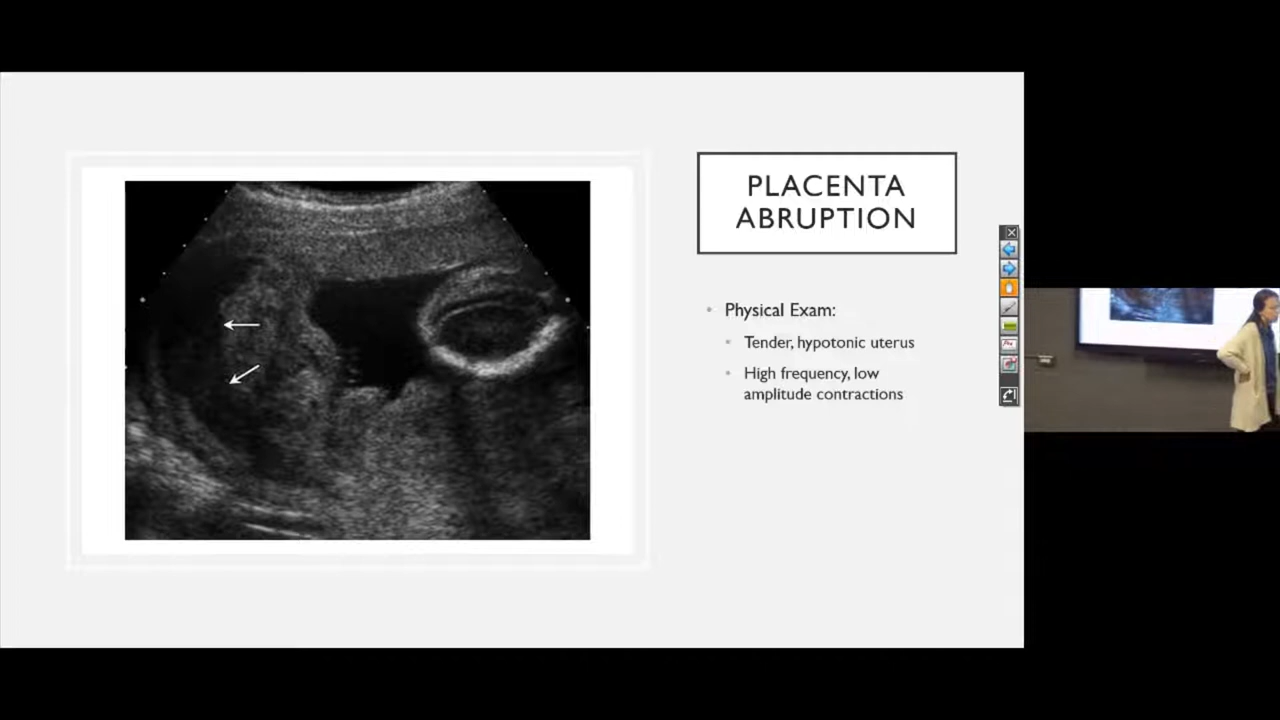 PLACENTA
ABRUPTION
Physical Exam:
Tender, hypotonic uterus
High frequency, low
amplitude contractions